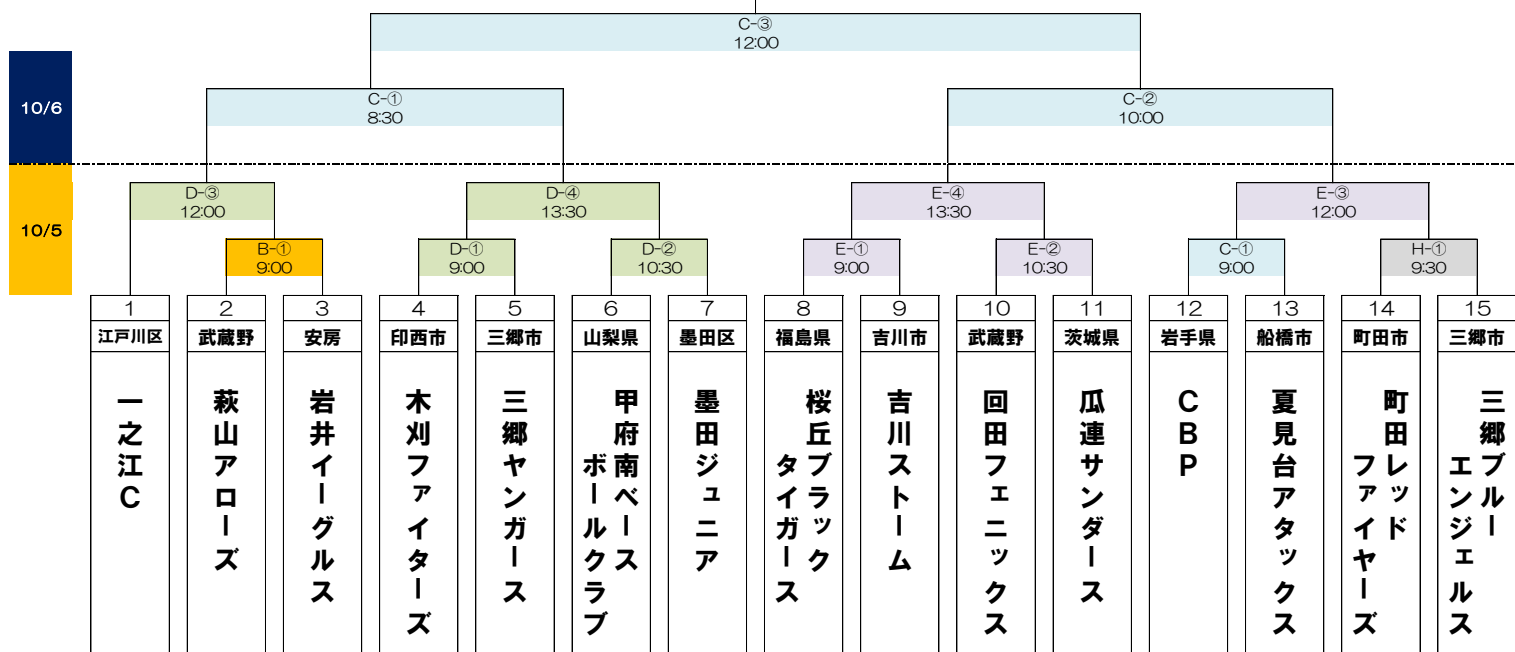 C-③
12:00
10/6
C-①
8:30
C-②
10:00
10/5
D-③
12:00
D-④
13:30
E-④
13:30
E-③
12:00
B-①
9:00
D-①
9:00
D-②
10:30
E-①
9:00
E-②
10:30
C-①
9:00
H-①
9:30
1 2 3 4 5 6 7 8 9 10 11 12 13 14 15
江戸川区 武蔵野 安房 印西市 三郷市 山梨県 墨田区 福島県 吉川市 武蔵野 茨城県 岩手県 船橋市 町田市 三郷市
一之江C
萩山アローズ
岩井イーグルス
木刈ファイターズ
三郷ヤンガース
甲府南ベース
ボールクラブ
墨田ジュニア
桜丘ブラック
タイガース
吉川ストーム
回田フェニックス
瓜連サンダース
CBP
夏見台アタックス
町田レッド
ファイヤーズ
三郷ブルー
エンジェルス